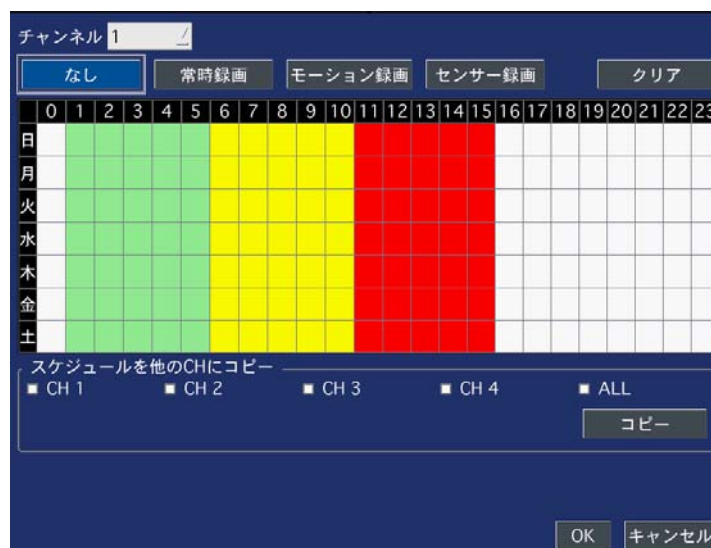 チャンネル 1
なし 常時録画 モーション録画 センサー録画 クリア
0 1 2 3 4 5 6 7 8 9 10 11 12 13 14 15 16 17 18 19 20 21 22 23
日
月
火
水
木
金
土
スケジュールを他のCHにコピー
CH 1 CH 2 CH 3 CH 4 ALL
コピー
OK キャンセル